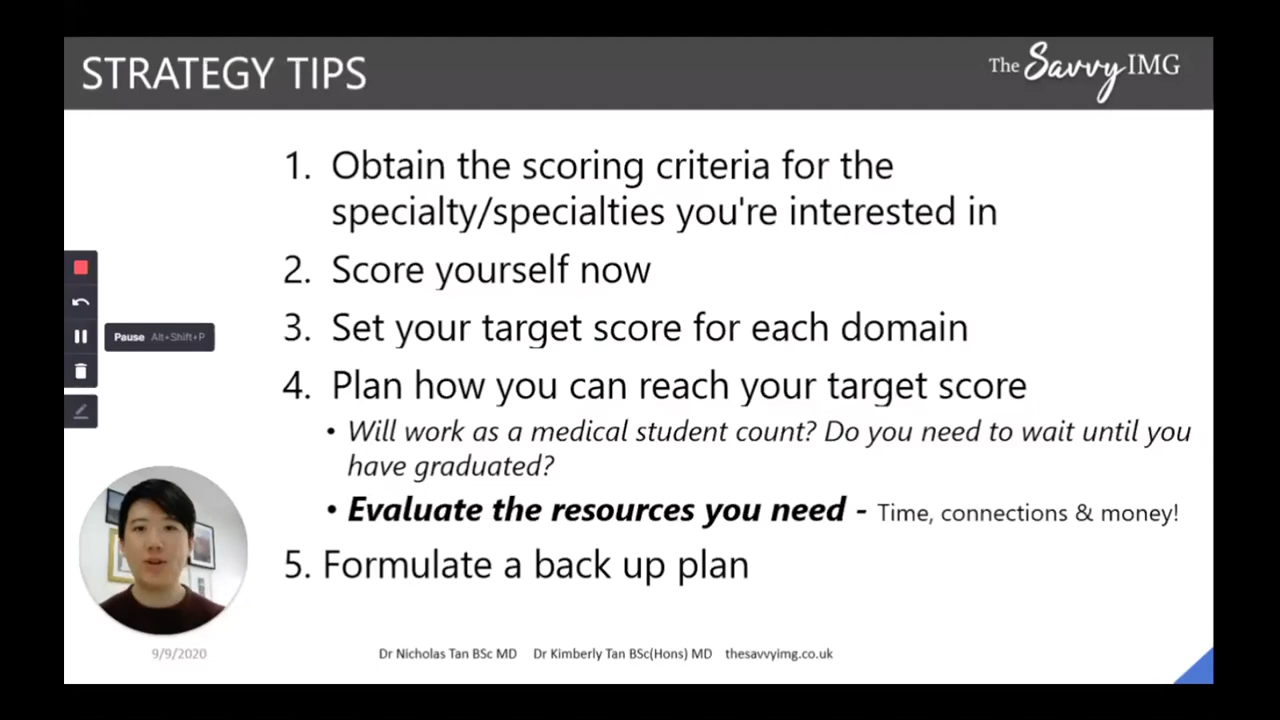 STRATEGY TIPS
The Savvy IMG
1. Obtain the scoring criteria for the
specialty/specialties you're interested in
2. Score yourself now
3. Set your target score for each domain
Pause Alt+Shift+P
4. Plan how you can reach your target score
• Will work as a medical student count? Do you need to wait until you
have graduated?
• Evaluate the resources you need - Time, connections & money!
5. Formulate a back up plan
9/9/2020
Dr Nicholas Tan BSc MD Dr Kimberly Tan BSc(Hons) MD thesavvyimg.co.uk